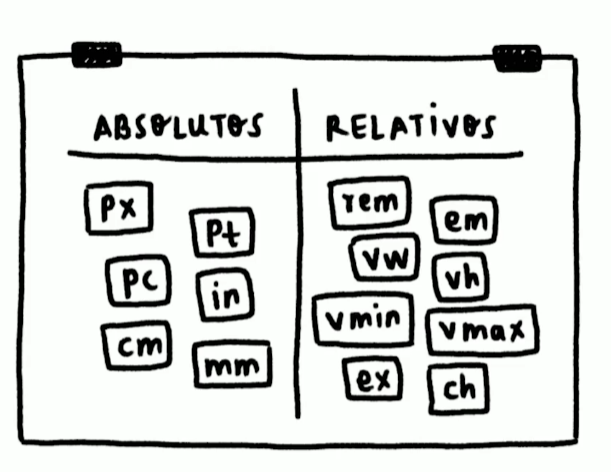 ABSOLUTOS
RELATIVOS
px
pt
pc
in
cm
mm
rem
em
vw
vh
vmin
vmax
ex
ch